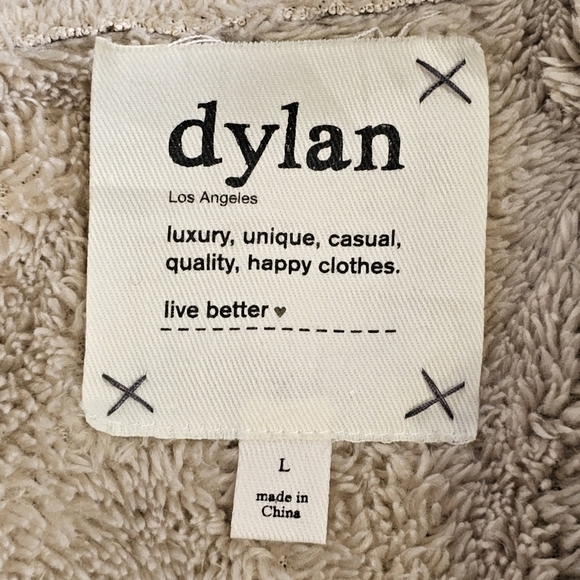 dylan
Los Angeles
luxury, unique, casual,
quality, happy clothes.
live better ♥
L
made in
China